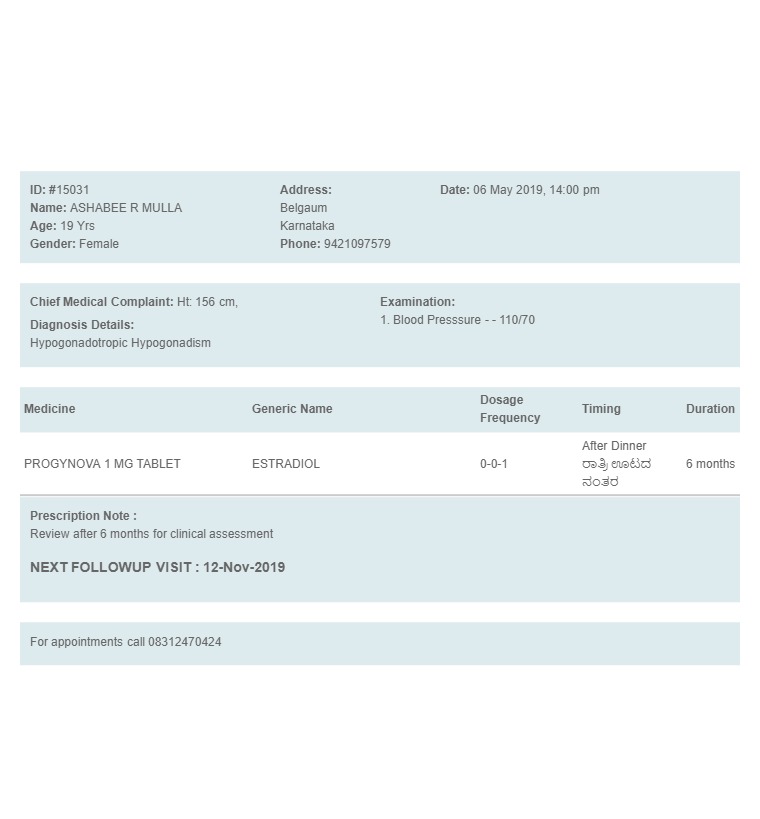 ID: #15031
Name: ASHABEE R MULLA
Age: 19 Yrs
Gender: Female
Address:
Belgaum
Karnataka
Phone: 9421097579
Date: 06 May 2019, 14:00 pm
Chief Medical Complaint: Ht: 156 cm,
Diagnosis Details:
Hypogonadotropic Hypogonadism
Examination:
1. Blood Presssure - - 110/70
Medicine
Generic Name
Dosage
Frequency
Timing
Duration
PROGYNOVA 1 MG TABLET
ESTRADIOL
0-0-1
After Dinner
ರಾತ್ರಿ ಊಟದ
ನಂತರ
6 months
Prescription Note :
Review after 6 months for clinical assessment
NEXT FOLLOWUP VISIT : 12-Nov-2019
For appointments call 08312470424